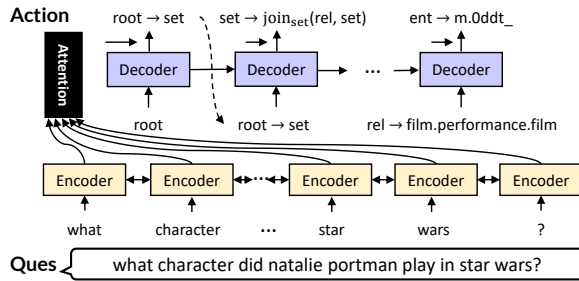 Action
root → set
set → join_set(rel, set)
ent → m.0ddt_
Attention
Decoder
Decoder
...
Decoder
root
root → set
rel → film.performance.film
Encoder
Encoder
...
Encoder
Encoder
Encoder
what
character
...
star
wars
?
Ques
what character did natalie portman play in star wars?